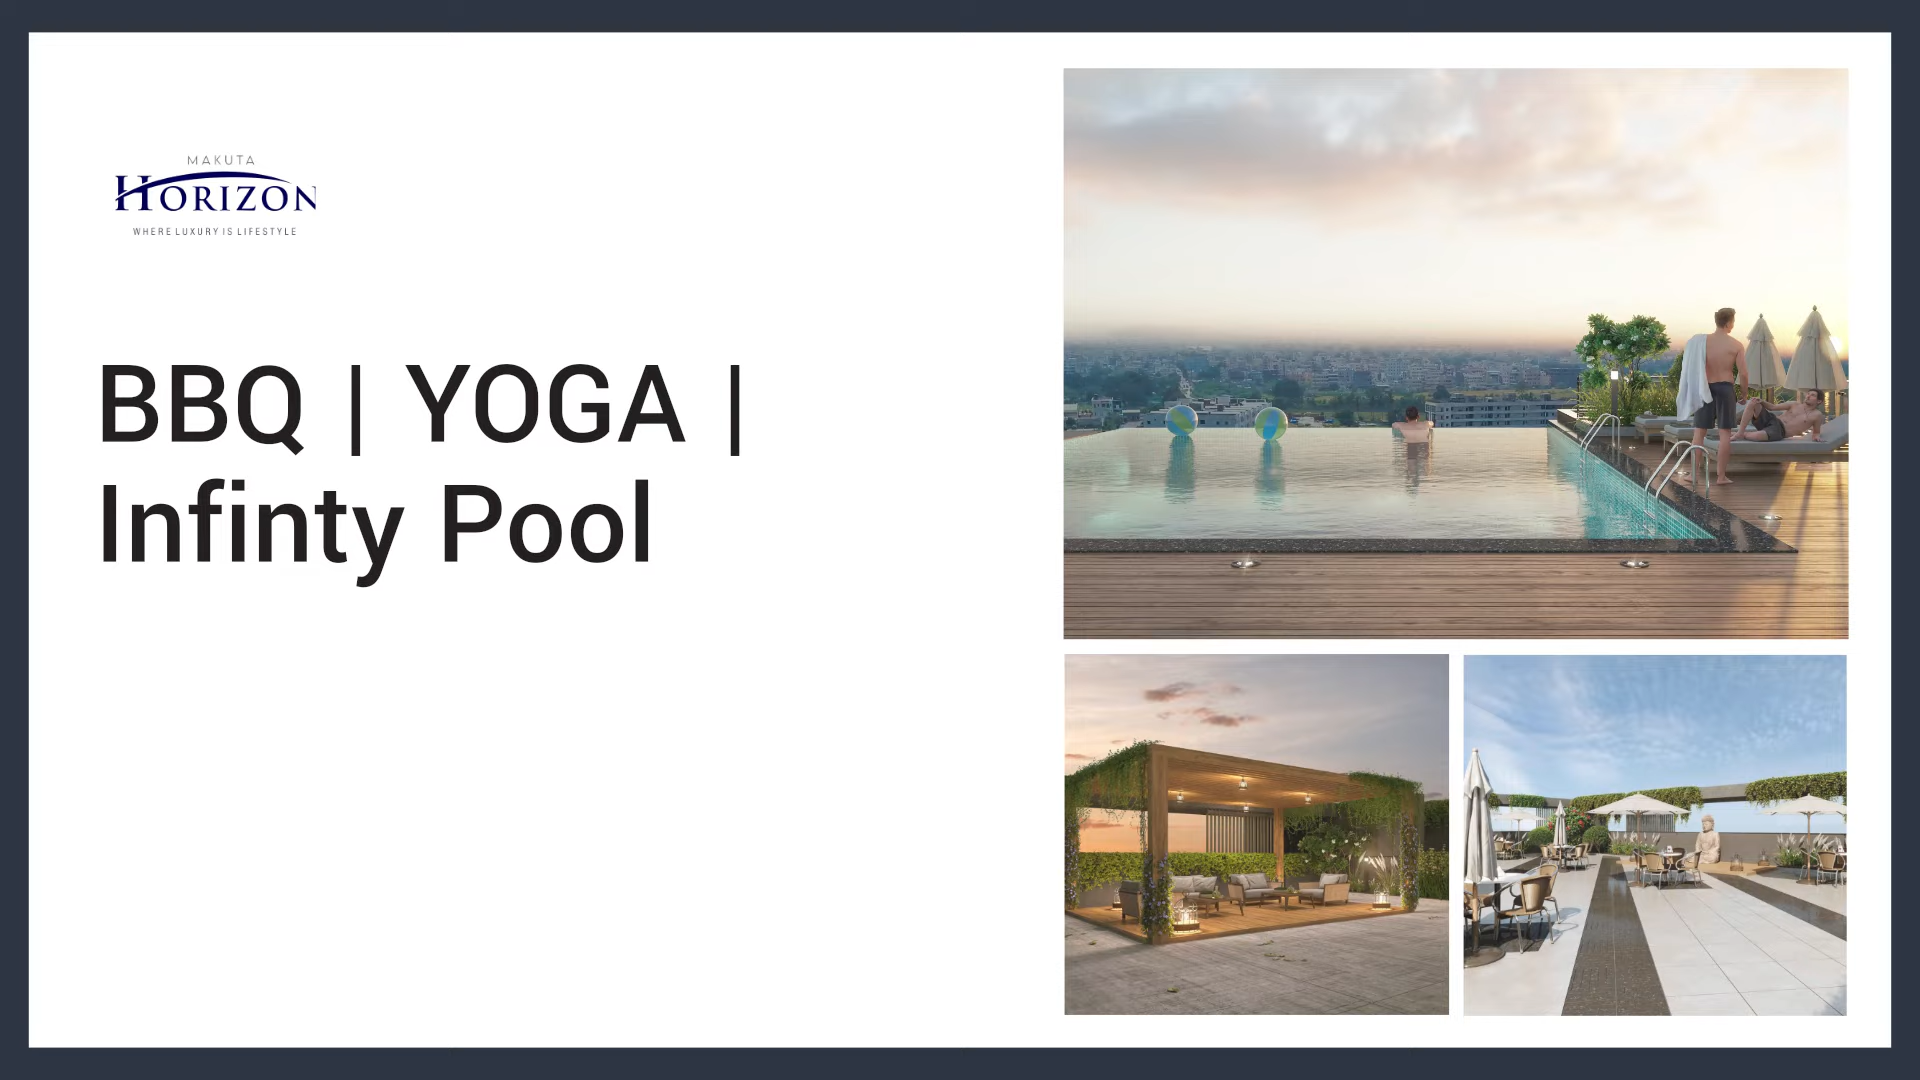 MAKUTA
HORIZON
WHERE LUXURY IS LIFESTYLE
BBQ | YOGA |
Infinty Pool